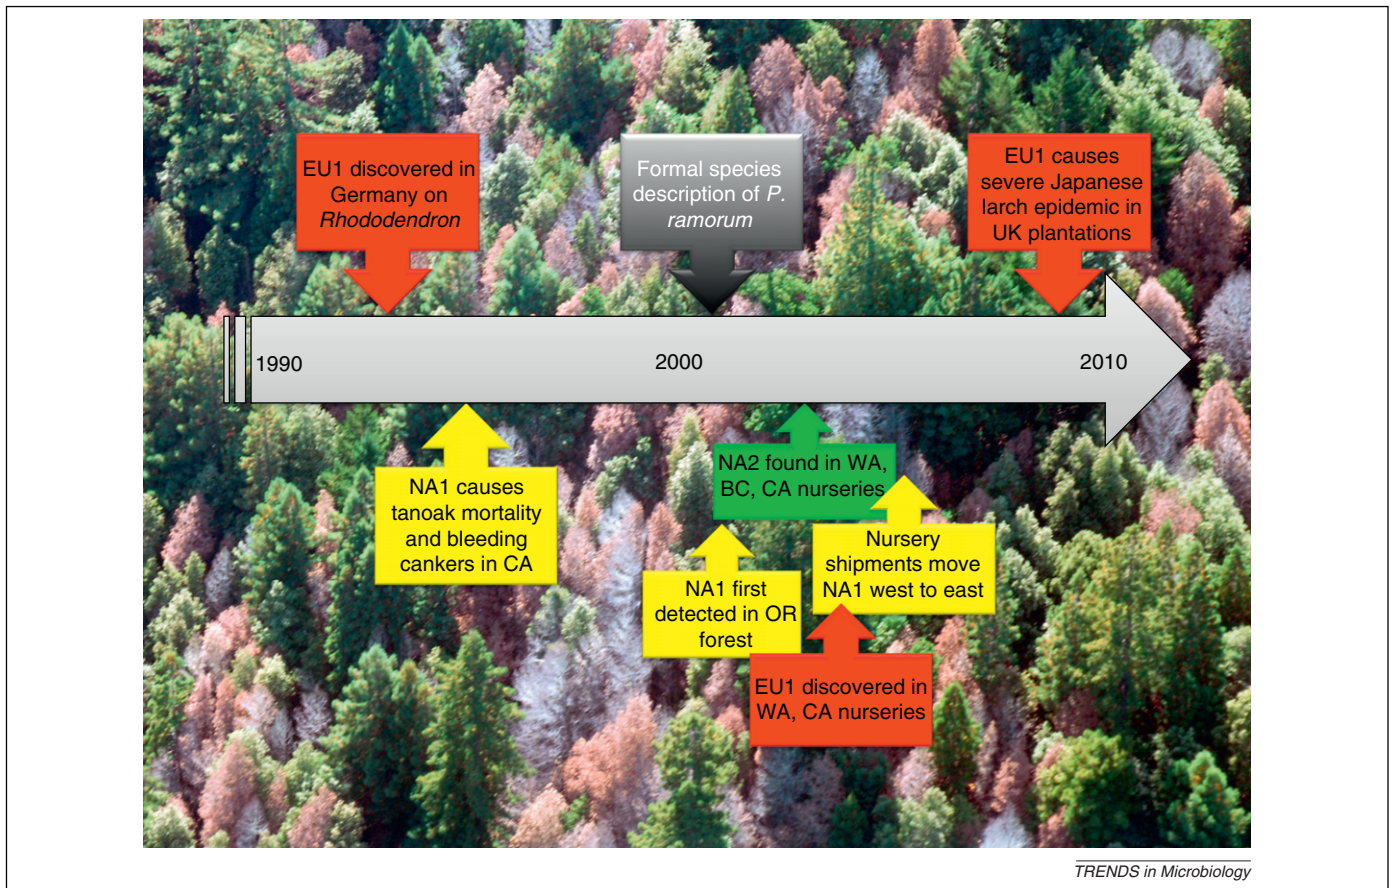 EU1 discovered in
Germany on
Rhododendron
Formal species
description of P.
ramorum
EU1 causes
severe Japanese
larch epidemic in
UK plantations
1990
2000
2010
NA1 causes
tanoak mortality
and bleeding
cankers in CA
NA2 found in WA,
BC, CA nurseries
Nursery
shipments move
NA1 west to east
NA1 first
detected in OR
forest
EU1 discovered in
WA, CA nurseries
TRENDS in Microbiology